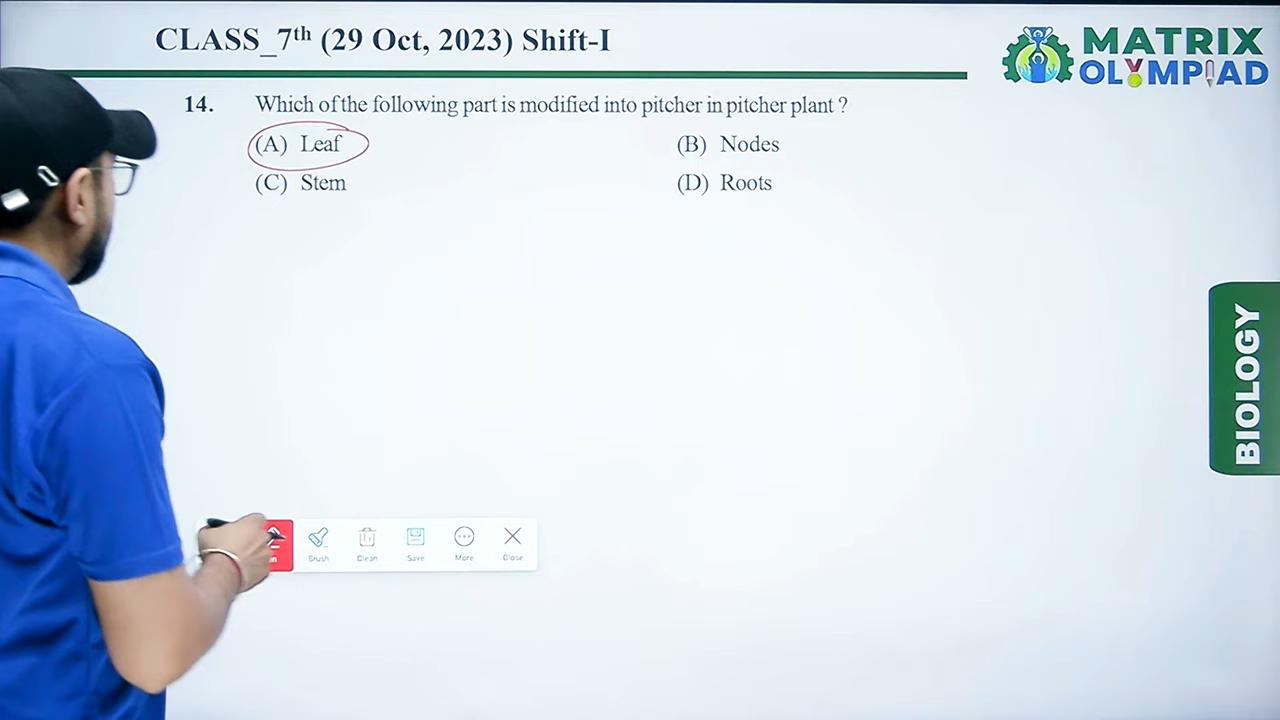 CLASS_7th (29 Oct, 2023) Shift-I
MATRIX
OLYMPIAD
14. Which of the following part is modified into pitcher in pitcher plant ?
(A) Leaf (B) Nodes
(C) Stem (D) Roots
BIOLOGY
Brush Clean Save More Close